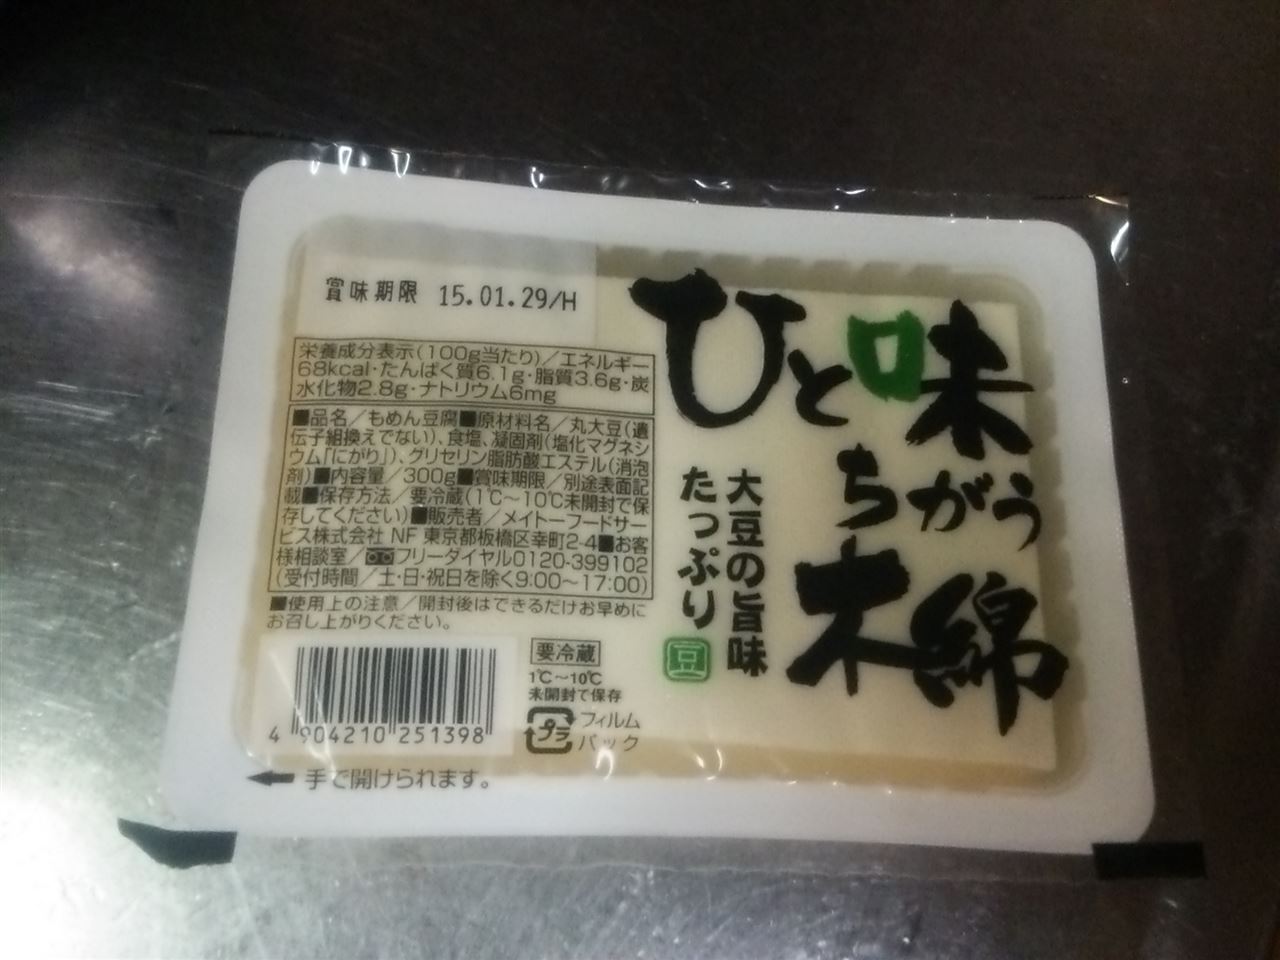 賞味期限 15.01.29/H
栄養成分表示(100g当たり)/エネルギー
68kcal・たんぱく質6.1g・脂質3.6g・炭
水化物2.8g・ナトリウム6mg
■品名/もめん豆腐■原材料名/丸大豆(遺
伝子組換えでない)、食塩、凝固剤(塩化マグネシ
ウム「にがり」)、グリセリン脂肪酸エステル(消泡
剤)■内容量/300g■賞味期限/別途表面記
載■保存方法/要冷蔵(1℃〜10℃未開封で保
存してください)■販売者/メイトーフードサー
ビス株式会社 NF 東京都板橋区幸町2-4■お客
様相談室/フリーダイヤル0120-399102
(受付時間/土・日・祝日を除く9:00〜17:00)
■使用上の注意/開封後はできるだけお早めに
お召し上がりください。
4 904210 251398
要冷蔵
1℃〜10℃
未開封で保存
プラ
フィルム
パック
手で開けられます。
ひと味
ちがう
木綿
大豆の旨味
たっぷり
豆